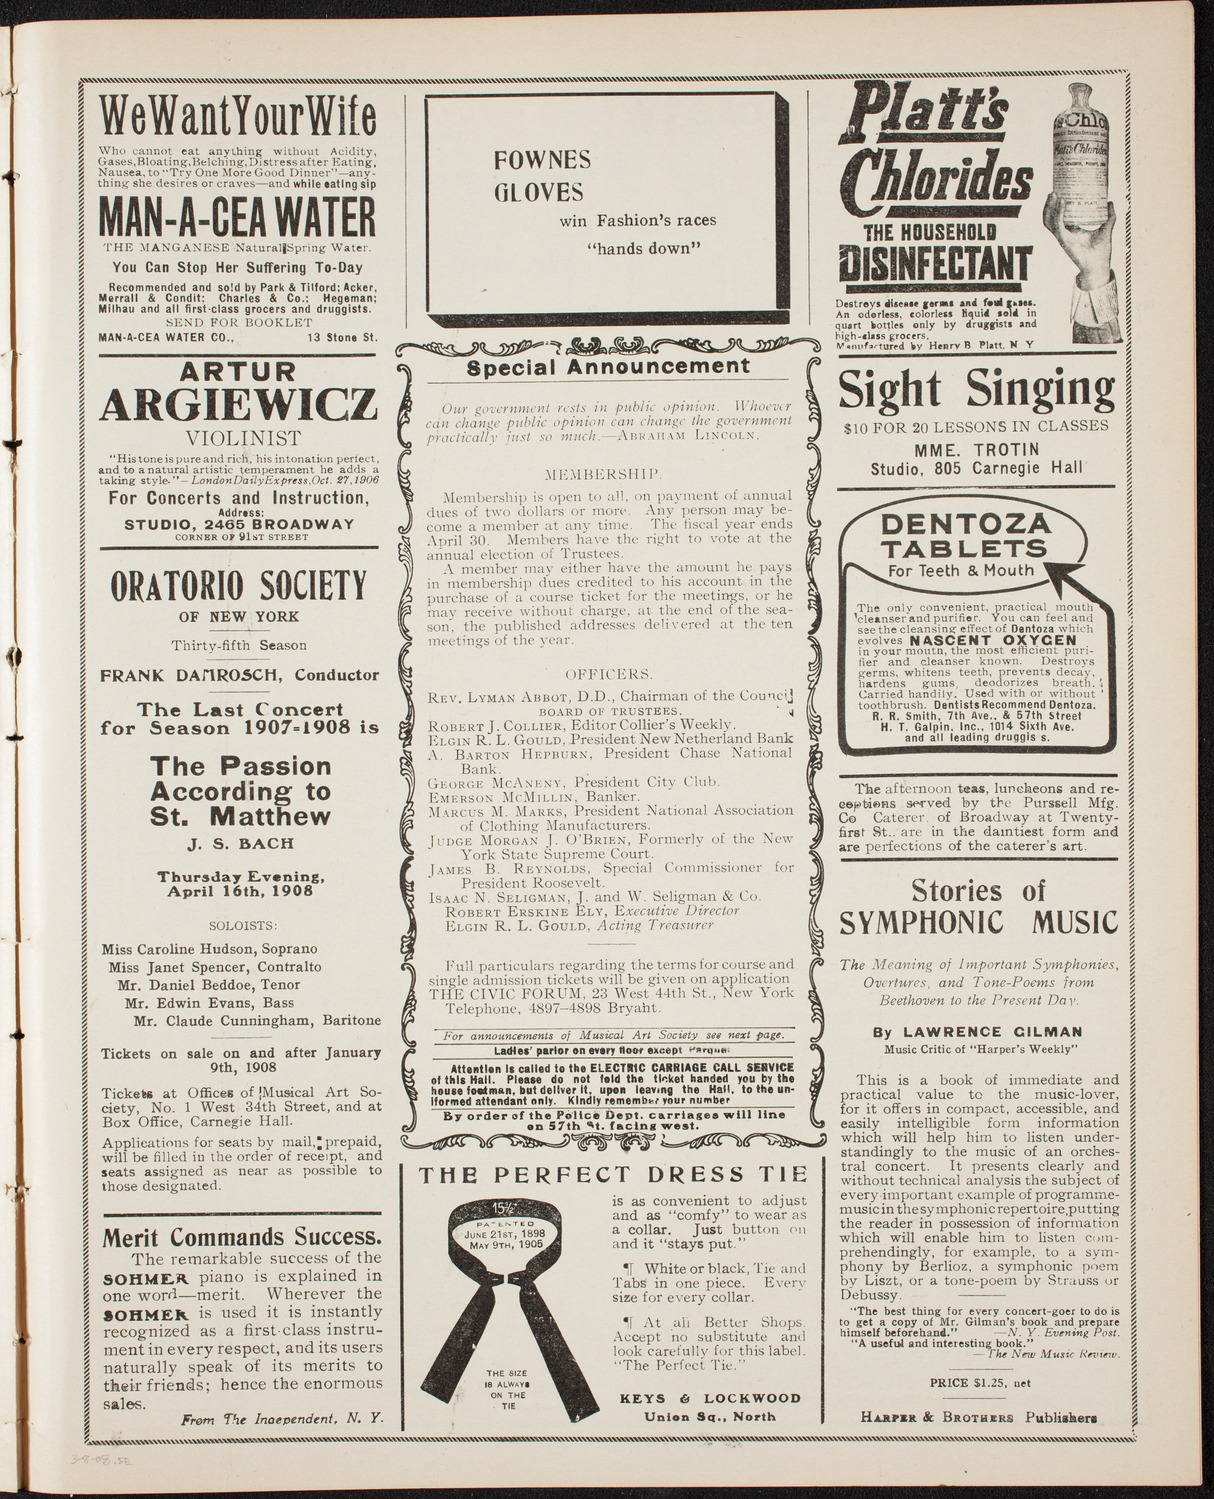 We Want Your Wife
Who cannot eat anything without Acidity,
Gases, Bloating, Belching, Distress after Eating,
Nausea, to "Try One More Good Dinner"—any-
thing she desires or craves—and while eating sip
MAN-A-CEA WATER
THE MANGANESE Natural Spring Water.
You Can Stop Her Suffering To-Day
Recommended and sold by Park & Tilford; Acker,
Merrall & Condit; Charles & Co.; Hegeman;
Milhau and all first-class grocers and druggists.
SEND FOR BOOKLET
MAN-A-CEA WATER CO., 13 Stone St.
ARTUR
ARGIEWICZ
VIOLINIST
"His tone is pure and rich, his intonation perfect,
and to a natural artistic temperament he adds a
taking style."—London Daily Express, Oct. 27, 1906
For Concerts and Instruction,
Address:
STUDIO, 2465 BROADWAY
CORNER OF 91ST STREET
ORATORIO SOCIETY
OF NEW YORK
Thirty-fifth Season
FRANK DAMROSCH, Conductor
The Last Concert
for Season 1907=1908 is
The Passion
According to
St. Matthew
J. S. BACH
Thursday Evening,
April 16th, 1908
SOLOISTS:
Miss Caroline Hudson, Soprano
Miss Janet Spencer, Contralto
Mr. Daniel Beddoe, Tenor
Mr. Edwin Evans, Bass
Mr. Claude Cunningham, Baritone
Tickets on sale on and after January
9th, 1908
Tickets at Offices of Musical Art So-
ciety, No. 1 West 34th Street, and at
Box Office, Carnegie Hall.
Applications for seats by mail, prepaid,
will be filled in the order of receipt, and
seats assigned as near as possible to
those designated.
Merit Commands Success.
The remarkable success of the
SOHMER piano is explained in
one word—merit. Wherever the
SOHMER is used it is instantly
recognized as a first-class instru-
ment in every respect, and its users
naturally speak of its merits to
their friends; hence the enormous
sales.
From The Independent, N. Y.
FOWNES
GLOVES
win Fashion's races
"hands down"
Special Announcement
Our government rests in public opinion. Whoever
can change public opinion can change the government
practically just so much.—ABRAHAM LINCOLN.
MEMBERSHIP.
Membership is open to all, on payment of annual
dues of two dollars or more. Any person may be-
come a member at any time. The fiscal year ends
April 30. Members have the right to vote at the
annual election of Trustees.
A member may either have the amount he pays
in membership dues credited to his account in the
purchase of a course ticket for the meetings, or he
may receive without charge, at the end of the sea-
son, the published addresses delivered at the ten
meetings of the year.
OFFICERS.
REV. LYMAN ABBOT, D.D., Chairman of the Council
BOARD OF TRUSTEES.
ROBERT J. COLLIER, Editor Collier's Weekly.
ELGIN R. L. GOULD, President New Netherland Bank
A. BARTON HEPBURN, President Chase National
Bank.
GEORGE MCANENY, President City Club.
EMERSON MCMILLIN, Banker.
MARCUS M. MARKS, President National Association
of Clothing Manufacturers.
JUDGE MORGAN J. O'BRIEN, Formerly of the New
York State Supreme Court.
JAMES B. REYNOLDS, Special Commissioner for
President Roosevelt.
ISAAC N. SELIGMAN, J. and W. Seligman & Co.
ROBERT ERSKINE ELY, Executive Director
ELGIN R. L. GOULD, Acting Treasurer
Full particulars regarding the terms for course and
single admission tickets will be given on application
THE CIVIC FORUM, 23 West 44th St., New York
Telephone, 4897–4898 Bryant.
For announcements of Musical Art Society see next page.
Ladies' parlor on every floor except Parquet
Attention is called to the ELECTRIC CARRIAGE CALL SERVICE
of this Hall. Please do not fold the ticket handed you by the
house footman, but deliver it, upon leaving the Hall, to the un-
iformed attendant only. Kindly remember your number
By order of the Police Dept. carriages will line
on 57th St. facing west.
THE PERFECT DRESS TIE
15½
PATENTED
JUNE 21ST, 1898
MAY 9TH, 1905
THE SIZE
IS ALWAYS
ON THE
TIE
is as convenient to adjust
and as "comfy" to wear as
a collar. Just button on
and it "stays put."
¶ White or black, Tie and
Tabs in one piece. Every
size for every collar.
¶ At all Better Shops.
Accept no substitute and
look carefully for this label.
"The Perfect Tie."
KEYS & LOCKWOOD
Union Sq., North
Platt's
Chlorides
THE HOUSEHOLD
DISINFECTANT
Destroys disease germs and foul gases.
An odorless, colorless liquid sold in
quart bottles only by druggists and
high-class grocers.
Manufactured by Henry B. Platt, N Y
Sight Singing
$10 FOR 20 LESSONS IN CLASSES
MME. TROTIN
Studio, 805 Carnegie Hall
DENTOZA
TABLETS
For Teeth & Mouth
The only convenient, practical mouth
cleanser and purifier. You can feel and
see the cleansing effect of Dentoza which
evolves NASCENT OXYGEN
in your mouth, the most efficient puri-
fier and cleanser known. Destroys
germs, whitens teeth, prevents decay,
hardens gums, deodorizes breath.
Carried handily. Used with or without
toothbrush. Dentists Recommend Dentoza.
R. R. Smith, 7th Ave., & 57th Street
H. T. Galpin, Inc., 1014 Sixth Ave.
and all leading druggis s.
The afternoon teas, luncheons and re-
ceptions served by the Purssell Mfg.
Co Caterer, of Broadway at Twenty-
first St., are in the daintiest form and
are perfections of the caterer's art.
Stories of
SYMPHONIC MUSIC
The Meaning of Important Symphonies,
Overtures, and Tone-Poems from
Beethoven to the Present Day.
By LAWRENCE GILMAN
Music Critic of "Harper's Weekly"
This is a book of immediate and
practical value to the music-lover,
for it offers in compact, accessible, and
easily intelligible form information
which will help him to listen under-
standingly to the music of an orches-
tral concert. It presents clearly and
without technical analysis the subject of
every important example of programme-
music in the symphonic repertoire, putting
the reader in possession of information
which will enable him to listen com-
prehendingly, for example, to a sym-
phony by Berlioz, a symphonic poem
by Liszt, or a tone-poem by Strauss or
Debussy.
"The best thing for every concert-goer to do is
to get a copy of Mr. Gilman's book and prepare
himself beforehand." —N. Y. Evening Post.
"A useful and interesting book."
—The New Music Review.
PRICE $1.25, net
HARPER & BROTHERS Publishers
3-8-08.SE